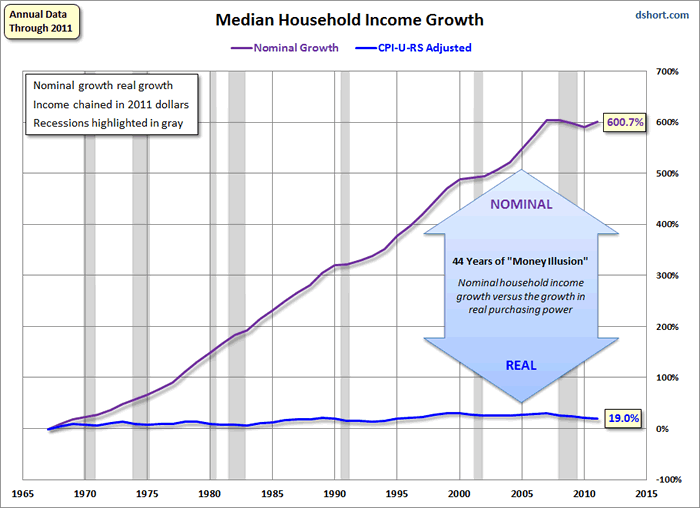 Annual Data
Through 2011
Median Household Income Growth
dshort.com
Nominal Growth
CPI-U-RS Adjusted
Nominal growth real growth
Income chained in 2011 dollars
Recessions highlighted in gray
700%
600%
500%
400%
300%
200%
100%
0%
-100%
600.7%
NOMINAL
44 Years of "Money Illusion"
Nominal household income
growth versus the growth in
real purchasing power
REAL
19.0%
1965
1970
1975
1980
1985
1990
1995
2000
2005
2010
2015